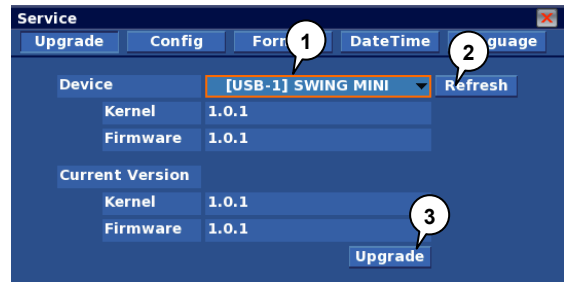 Service
Upgrade Config For 1 DateTime 2 guage
Device [USB-1] SWING MINI Refresh
Kernel 1.0.1
Firmware 1.0.1
Current Version
Kernel 1.0.1
Firmware 1.0.1
3
Upgrade